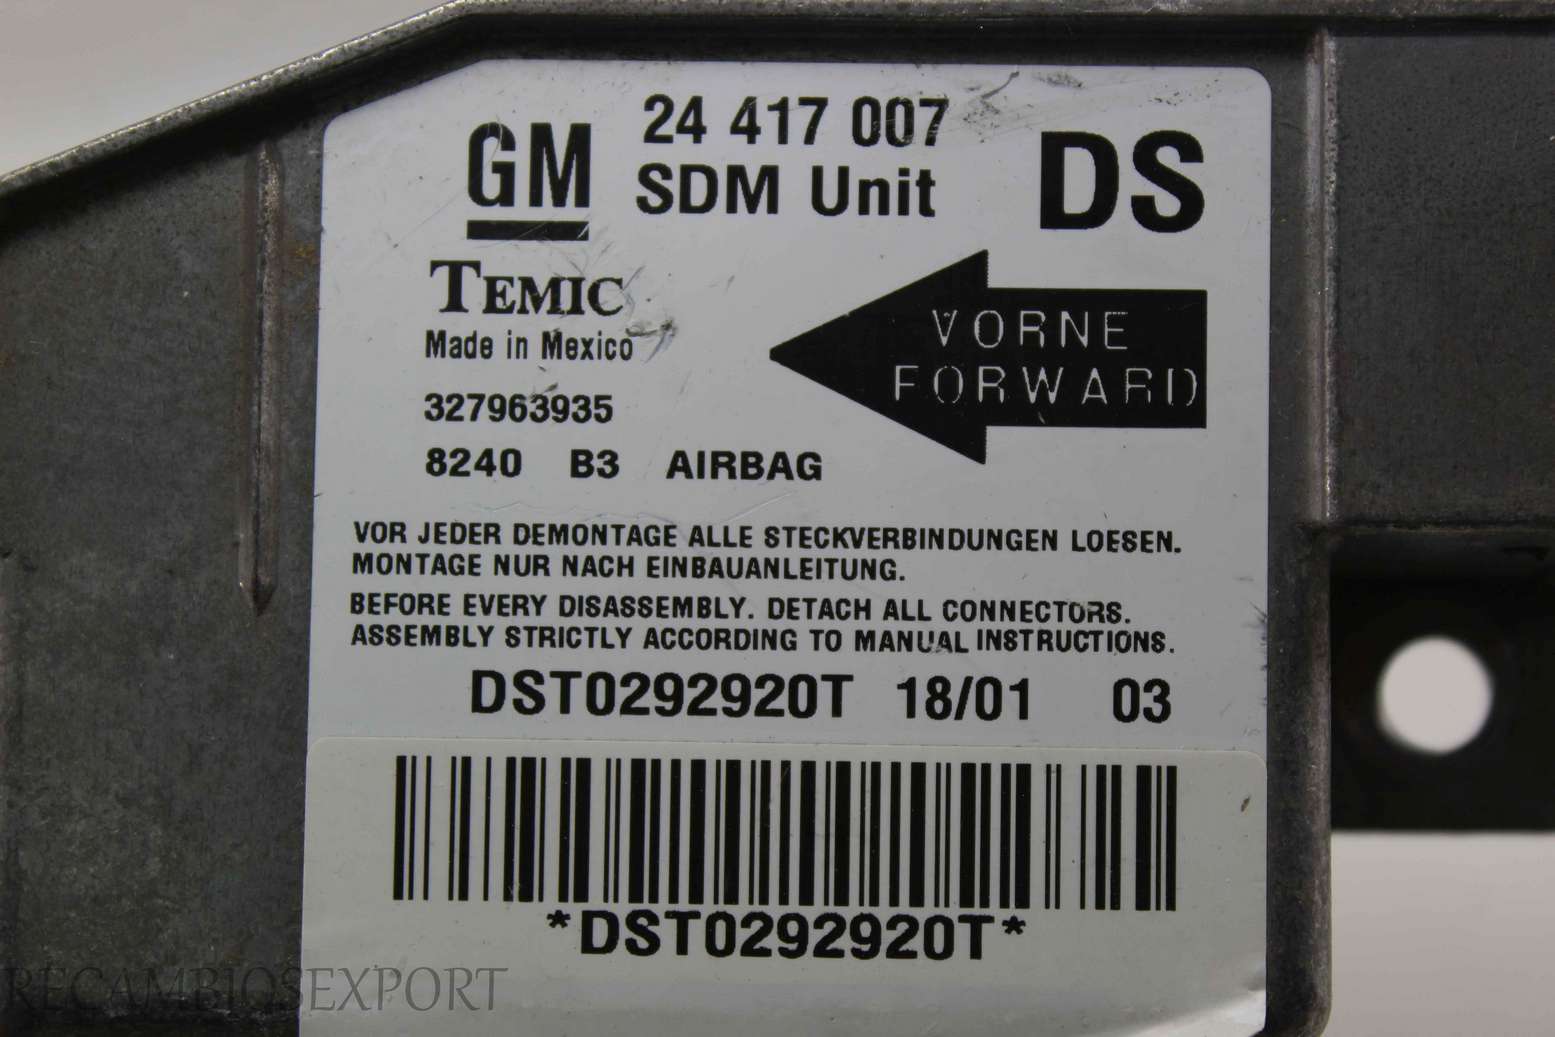 GM
24 417 007
SDM Unit
DS
TEMIC
Made in Mexico
VORNE
FORWARD
327963935
8240 B3 AIRBAG
VOR JEDER DEMONTAGE ALLE STECKVERBINDUNGEN LOESEN.
MONTAGE NUR NACH EINBAUANLEITUNG.
BEFORE EVERY DISASSEMBLY. DETACH ALL CONNECTORS.
ASSEMBLY STRICTLY ACCORDING TO MANUAL INSTRUCTIONS.
DST0292920T 18/01 03
*DST0292920T*
RECAMBIOSEXPORT